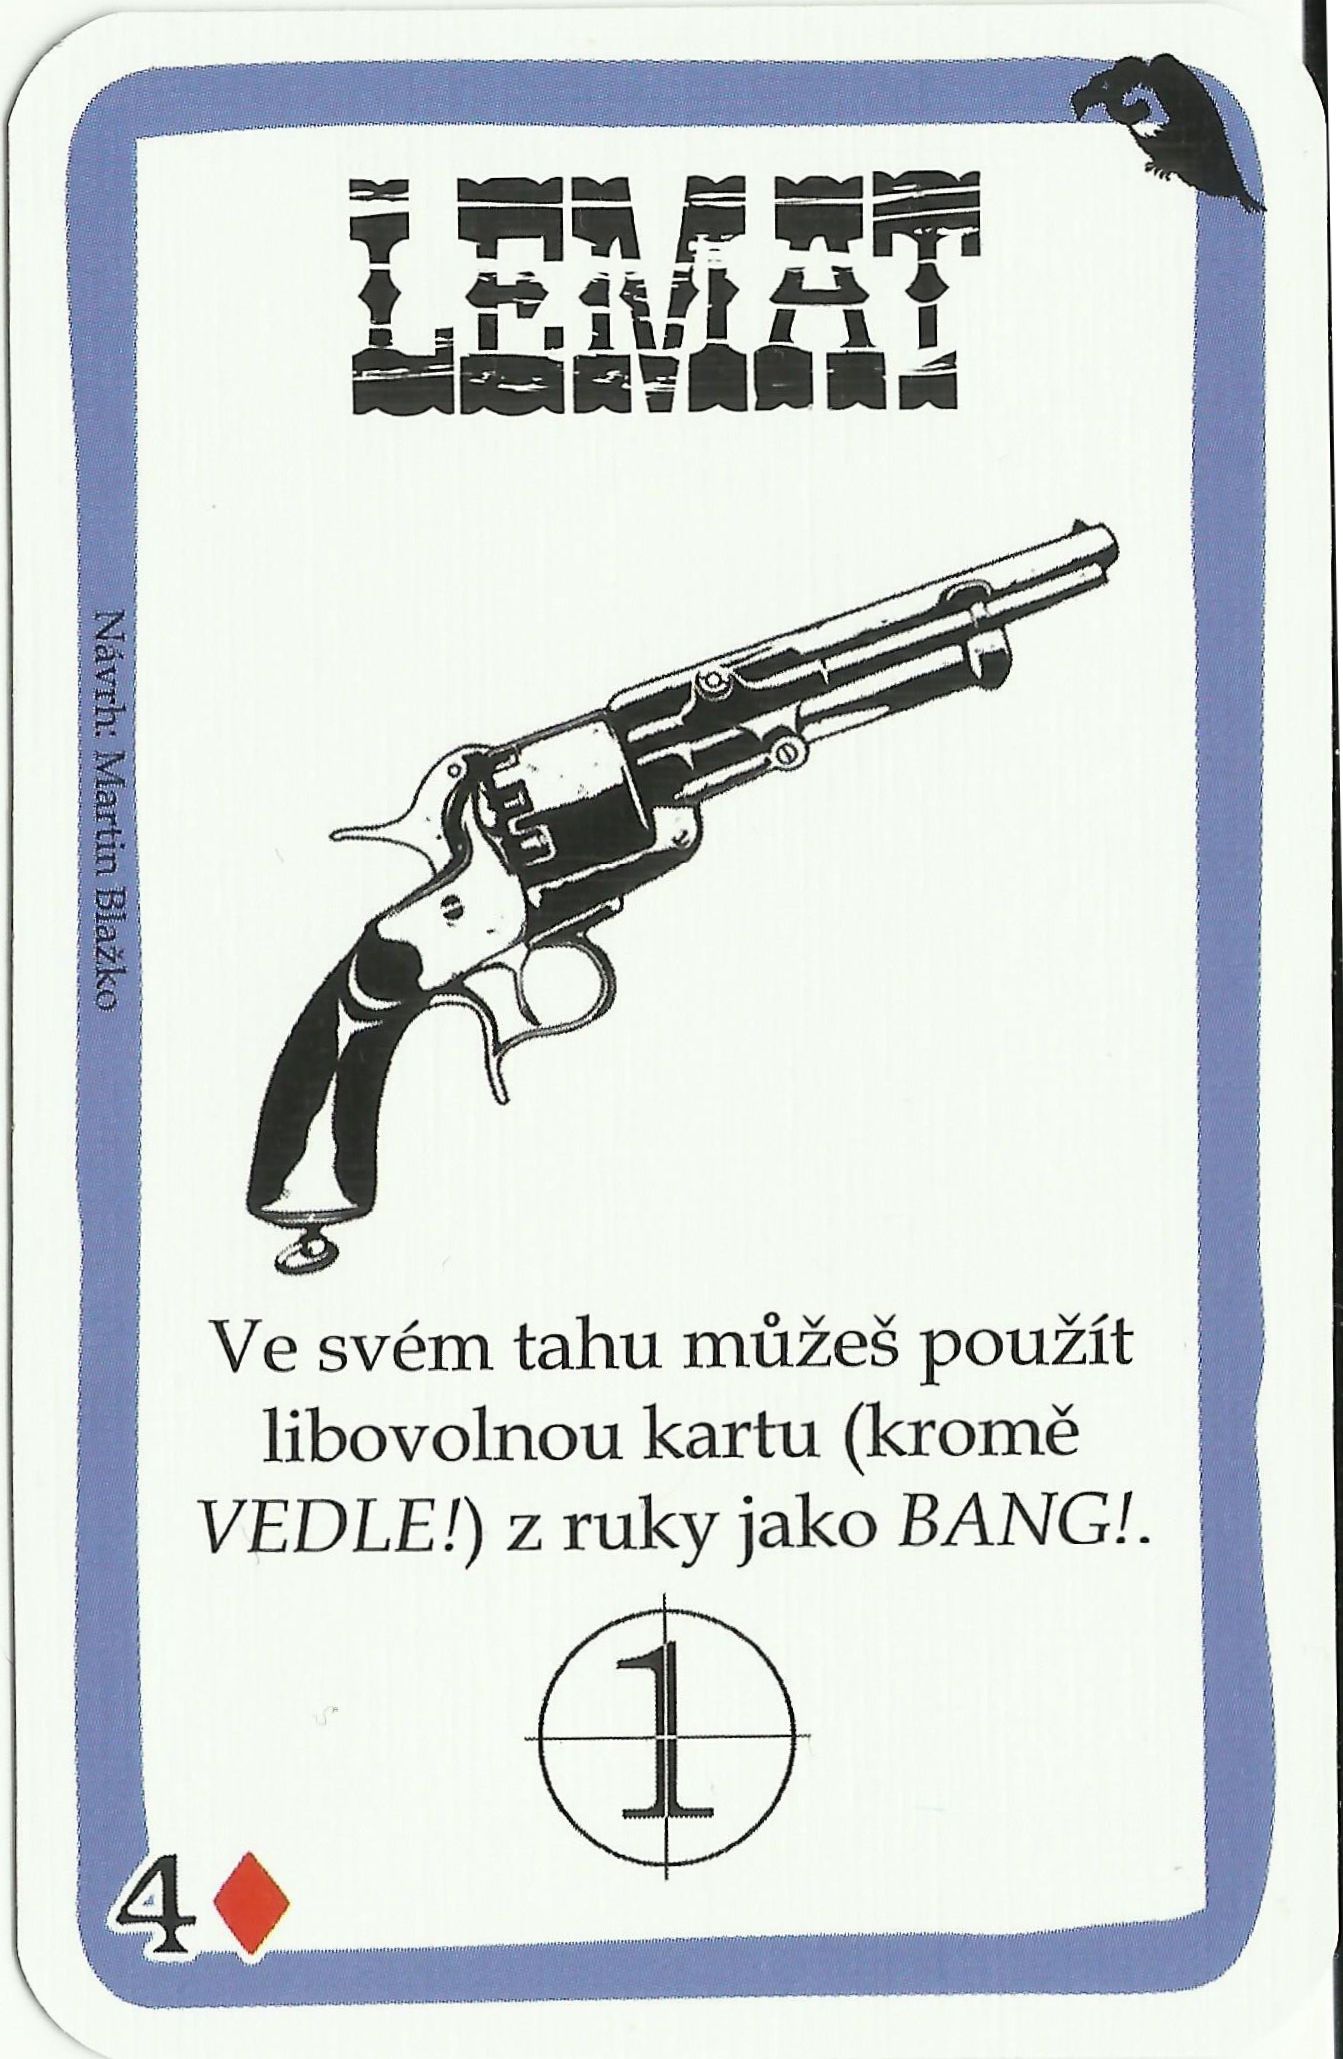 LEMAT
Návrh: Martin Blažko
Ve svém tahu můžeš použít
libovolnou kartu (kromě
VEDLE!) z ruky jako BANG!.
1
4